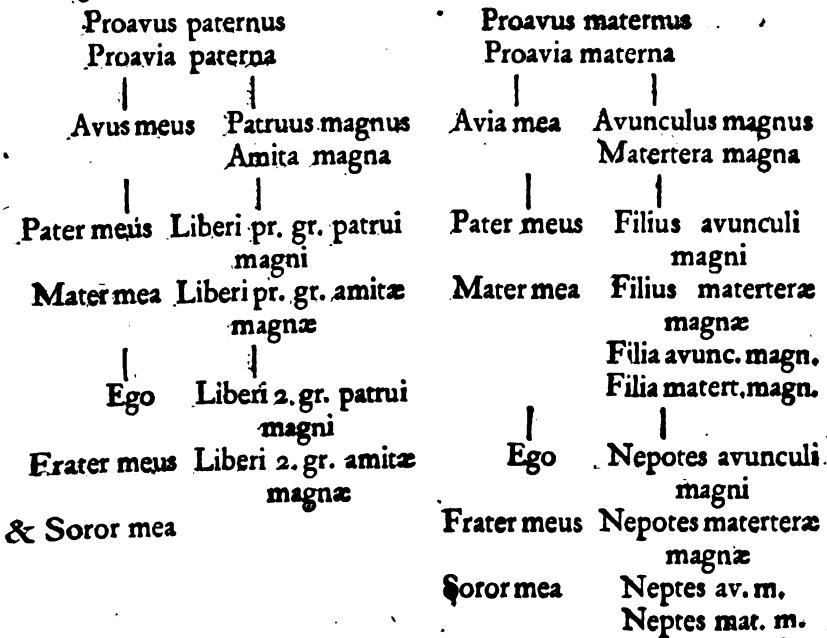 Proavus paternus
Proavia paterna
Avus meus Patruus magnus
Amita magna
Pater meus Liberi pr. gr. patrui
magni
Mater mea Liberi pr. gr. amitæ
magnæ
Ego Liberi 2. gr. patrui
magni
Frater meus Liberi 2. gr. amitæ
magnæ
& Soror mea
Proavus maternus
Proavia materna
Avia mea Avunculus magnus
Matertera magna
Pater meus Filius avunculi
magni
Mater mea Filius materteræ
magnæ
Filia avunc. magn.
Filia matert. magn.
Ego Nepotes avunculi
magni
Frater meus Nepotes materteræ
magnæ
Soror mea Neptes av. m.
Neptes mat. m.